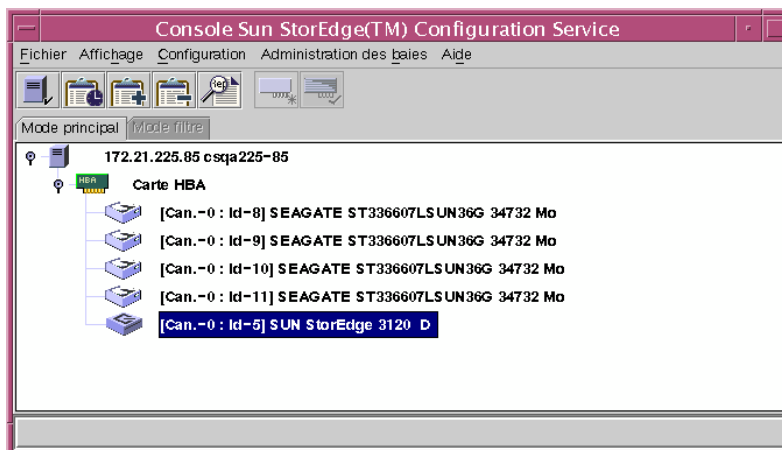 Console Sun StorEdge(TM) Configuration Service
Fichier Affichage Configuration Administration des baies Aide
rep
Mode principal Mode filtre
172.21.225.85 csqa225-85
HBA Carte HBA
[Can.-0 : Id-8] SEAGATE ST336607LSUN36G 34732 Mo
[Can.-0 : Id-9] SEAGATE ST336607LSUN36G 34732 Mo
[Can.-0 : Id-10] SEAGATE ST336607LSUN36G 34732 Mo
[Can.-0 : Id-11] SEAGATE ST336607LSUN36G 34732 Mo
[Can.-0 : Id-5] SUN StorEdge 3120 D